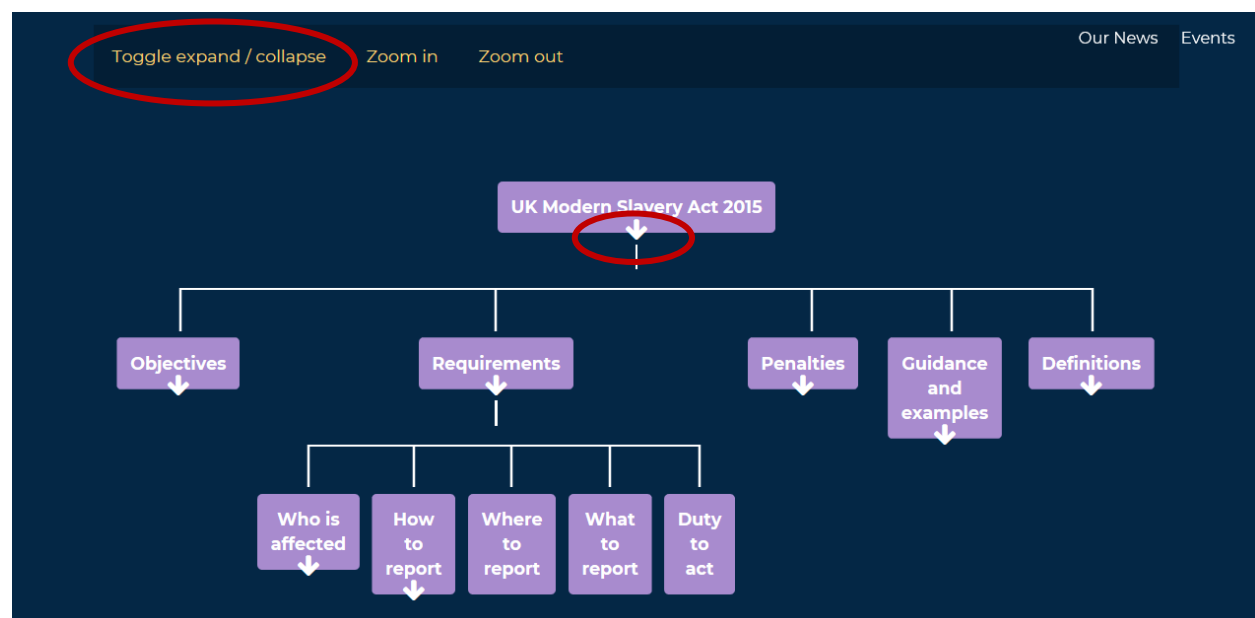 Our News Events
Toggle expand / collapse Zoom in Zoom out
UK Modern Slavery Act 2015
Objectives
Requirements
Penalties
Guidance
and
examples
Definitions
Who is
affected
How
to
report
Where
to
report
What
to
report
Duty
to
act